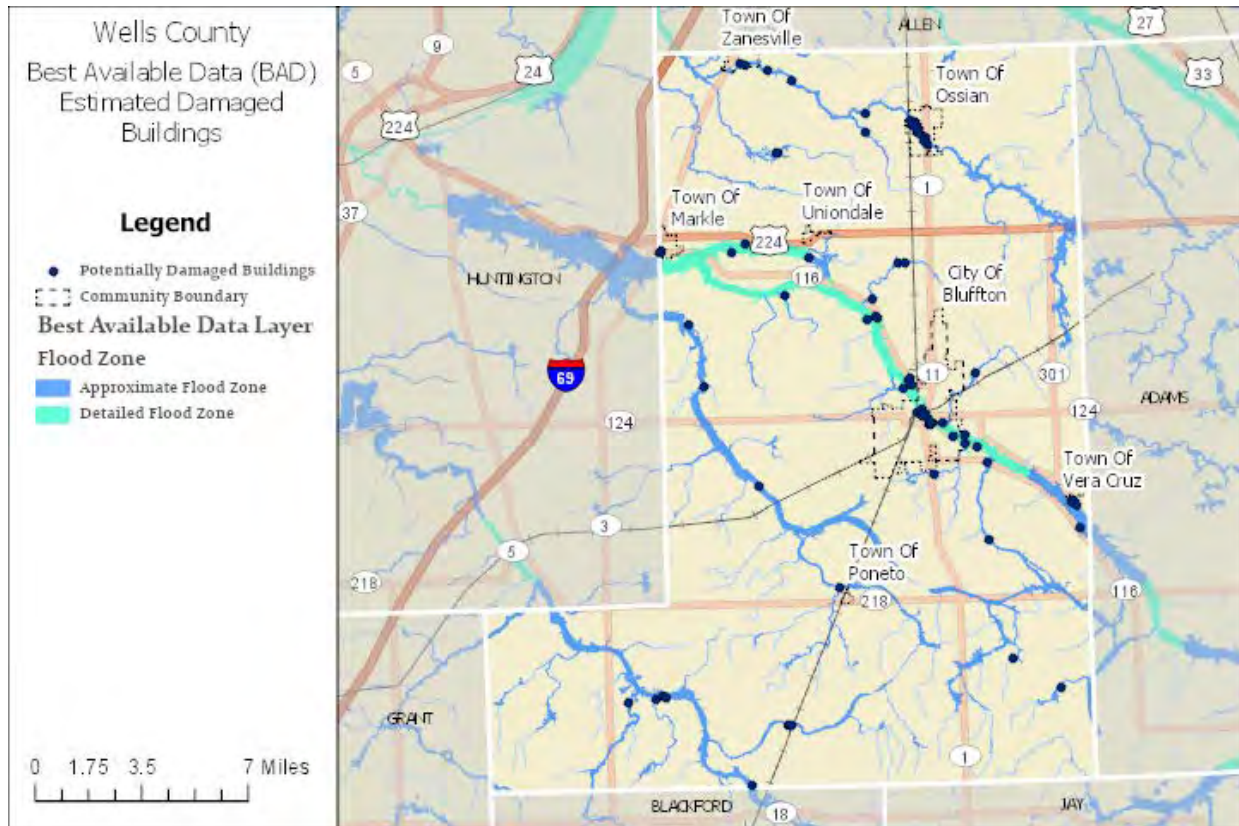 Wells County
Best Available Data (BAD)
Estimated Damaged
Buildings
Legend
Potentially Damaged Buildings
Community Boundary
Best Available Data Layer
Flood Zone
Approximate Flood Zone
Detailed Flood Zone
0 1.75 3.5 7 Miles
Town Of
Zanesville
ALLEN
27
9
5
24
33
224
Town Of
Ossian
37
1
Town Of
Markle
Town Of
Uniondale
224
HUNTINGTON
116
City Of
Bluffton
69
11
301
124
124
ADAMS
Town Of
Vera Cruz
3
5
Town Of
Poneto
218
218
116
GRANT
1
BLACKFORD
18
JAY